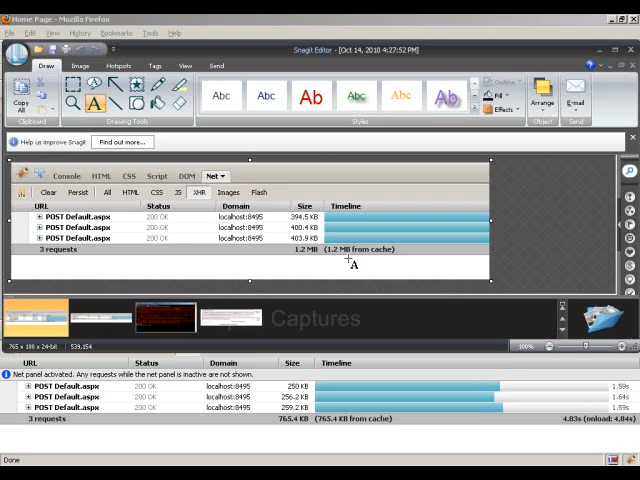 Home Page - Mozilla Firefox
File Edit View History Bookmarks Tools Help
Snagit Editor - [Oct 14, 2010 4:27:52 PM]
Draw Image Hotspots Tags View Send
Copy All
Abc Abc Ab Abc Abc Ab
Outline
Fill
Effects
Arrange
E-mail
Clipboard Drawing Tools Styles Object Send
Help us improve Snagit Find out more...
Console HTML CSS Script DOM Net
Clear Persist All HTML CSS JS XHR Images Flash
URL Status Domain Size Timeline
POST Default.aspx 200 OK localhost:8495 394.5 KB
POST Default.aspx 200 OK localhost:8495 400.4 KB
POST Default.aspx 200 OK localhost:8495 403.9 KB
3 requests 1.2 MB (1.2 MB from cache)
A
Captures
765 x 188 x 24-bit 539,154 100%
URL Status Domain Size Timeline
Net panel activated. Any requests while the net panel is inactive are not shown.
POST Default.aspx 200 OK localhost:8495 250 KB 1.59s
POST Default.aspx 200 OK localhost:8495 256.2 KB 1.64s
POST Default.aspx 200 OK localhost:8495 259.2 KB 1.59s
3 requests 765.4 KB (765.4 KB from cache) 4.83s (onload: 4.84s)
Done